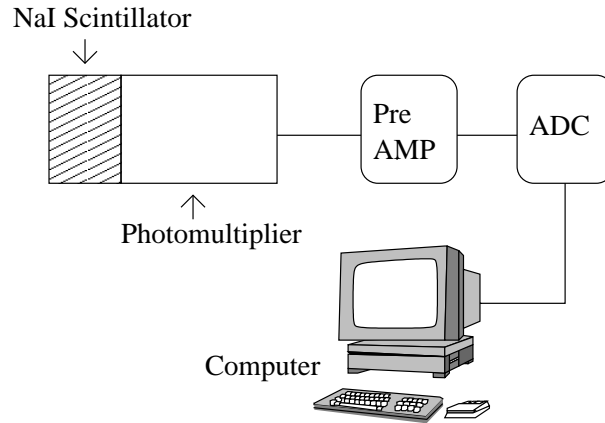 NaI Scintillator
Pre
AMP
ADC
Photomultiplier
Computer